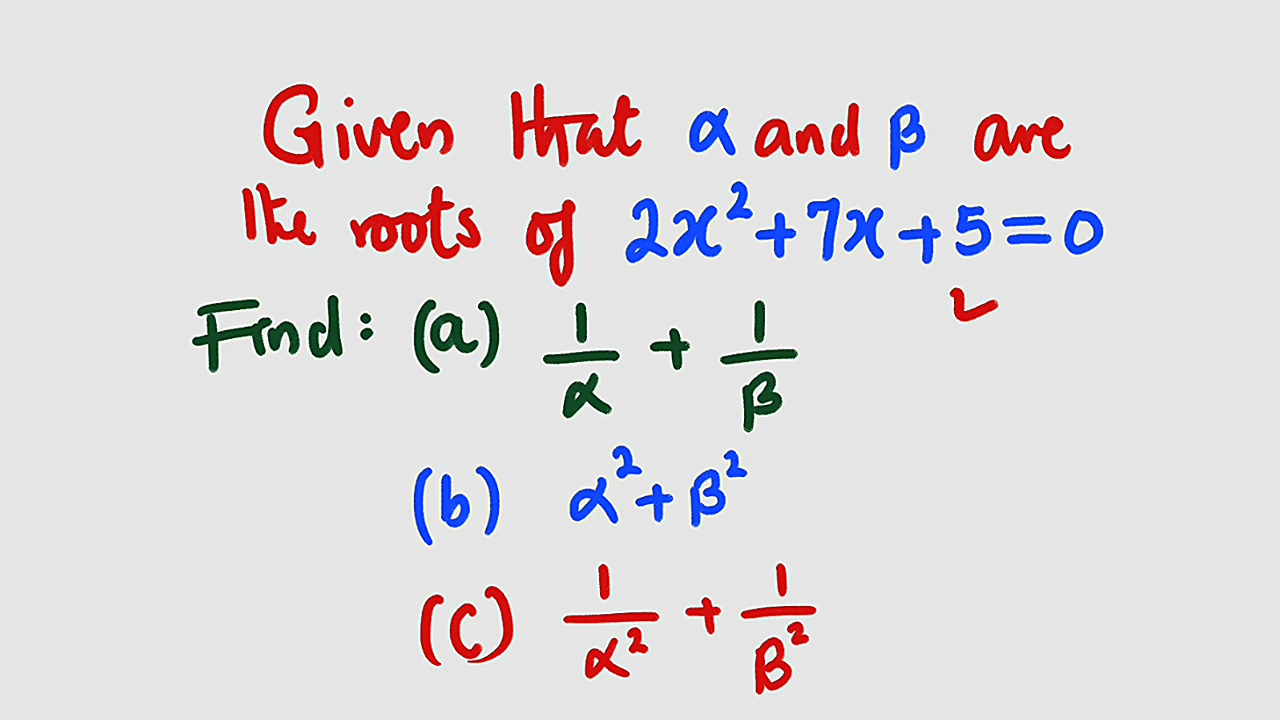 Given that α and β are
the roots of 2x²+7x+5=0
Find: (a) 1/α + 1/β
(b) α²+β²
(c) 1/α² + 1/β²